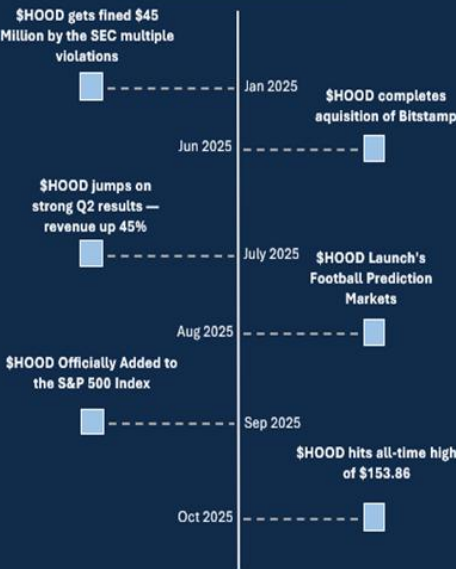 $HOOD gets fined $45
Million by the SEC multiple
violations
Jan 2025
$HOOD completes
aquisition of Bitstamp
Jun 2025
$HOOD jumps on
strong Q2 results —
revenue up 45%
July 2025
$HOOD Launch's
Football Prediction
Markets
Aug 2025
$HOOD Officially Added to
the S&P 500 Index
Sep 2025
$HOOD hits all-time high
of $153.86
Oct 2025